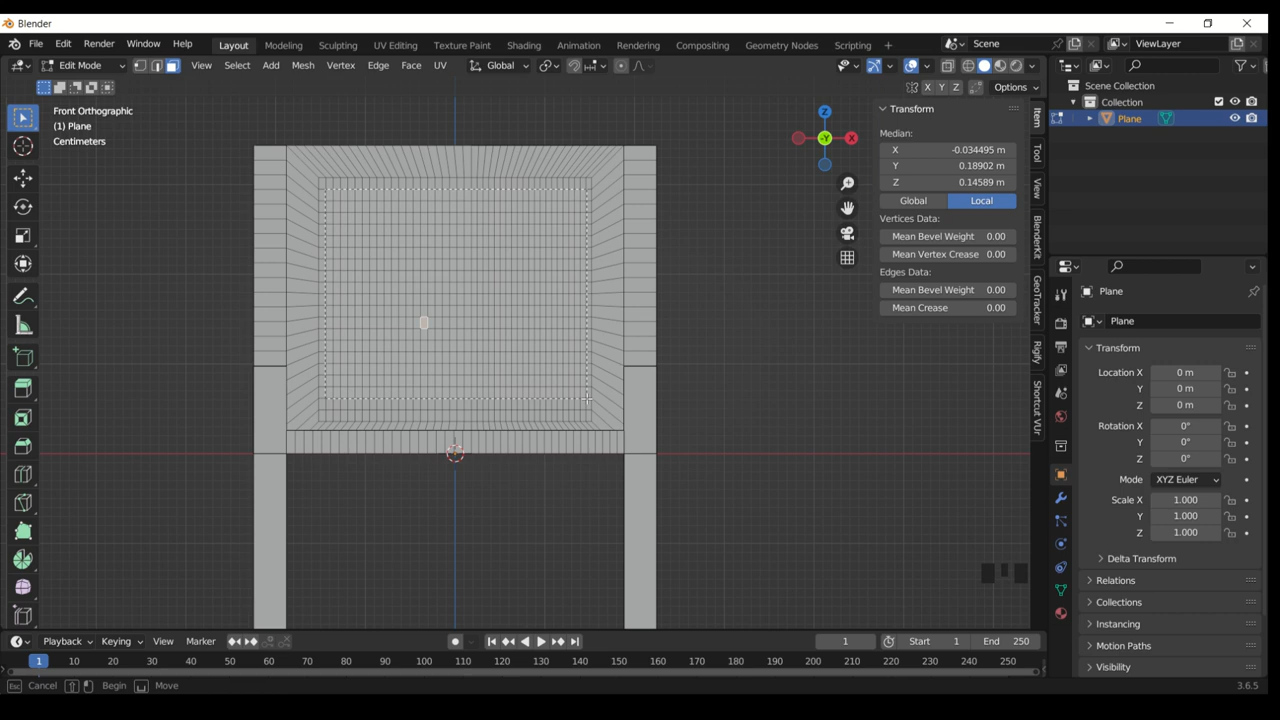 Blender
File Edit Render Window Help Layout Modeling Sculpting UV Editing Texture Paint Shading Animation Rendering Compositing Geometry Nodes Scripting + Scene ViewLayer
Edit Mode View Select Add Mesh Vertex Edge Face UV Global
X Y Z Options
Scene Collection
Collection
Plane
Front Orthographic
(1) Plane
Centimeters
Z
X
-Y
Transform
Median:
X -0.034495 m
Y 0.18902 m
Z 0.14589 m
Global Local
Vertices Data:
Mean Bevel Weight 0.00
Mean Vertex Crease 0.00
Edges Data:
Mean Bevel Weight 0.00
Mean Crease 0.00
Item
Tool
View
BlenderKit
GeoTracker
Rigify
Shortcut VUr
Plane
Plane
Transform
Location X 0 m
Y 0 m
Z 0 m
Rotation X 0°
Y 0°
Z 0°
Mode XYZ Euler
Scale X 1.000
Y 1.000
Z 1.000
Delta Transform
Relations
Collections
Instancing
Motion Paths
Visibility
Playback Keying View Marker 1 Start 1 End 250
1 10 20 30 40 50 60 70 80 90 100 110 120 130 140 150 160 170 180 190 200 210 220 230 240 250
Esc Cancel Begin Move 3.6.5